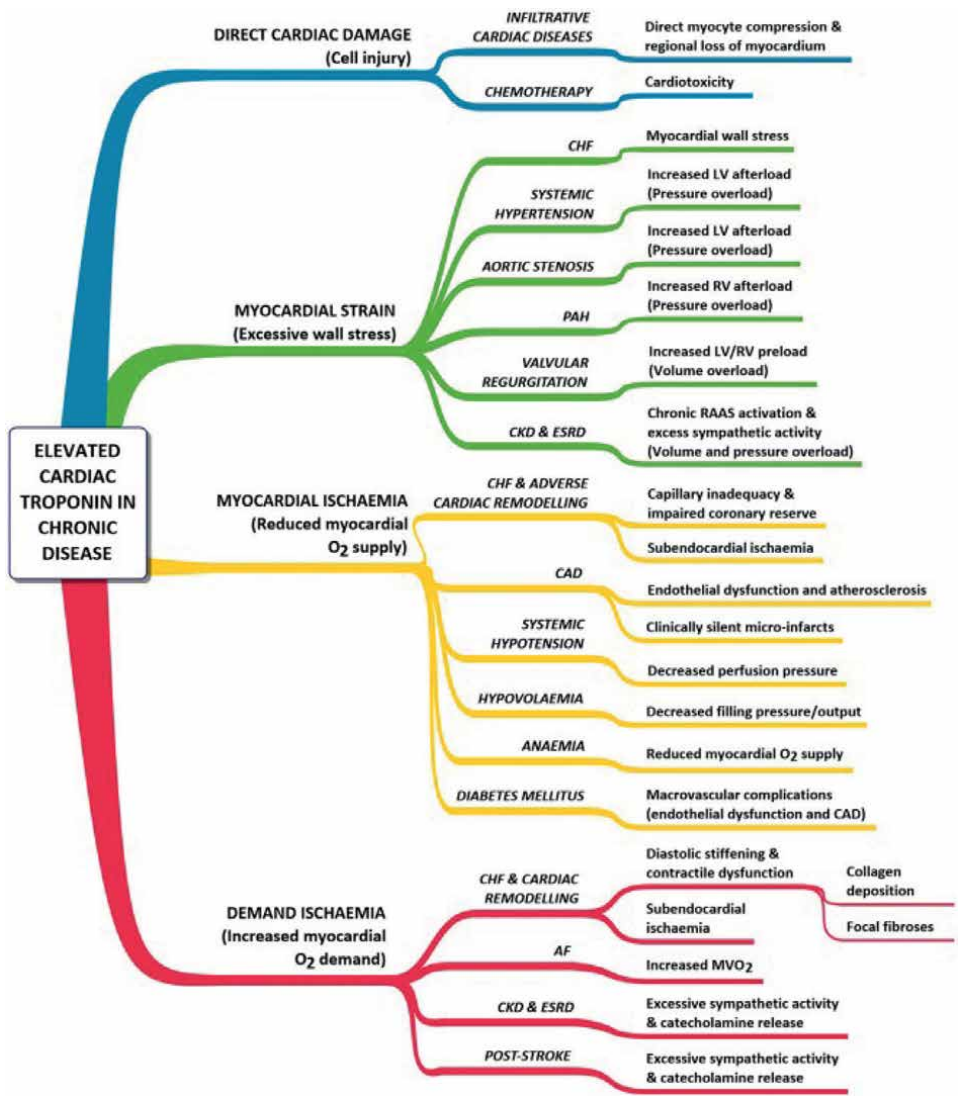 ELEVATED
CARDIAC
TROPONIN IN
CHRONIC
DISEASE
DIRECT CARDIAC DAMAGE
(Cell injury)
INFILTRATIVE
CARDIAC DISEASES
Direct myocyte compression &
regional loss of myocardium
CHEMOTHERAPY
Cardiotoxicity
MYOCARDIAL STRAIN
(Excessive wall stress)
CHF
Myocardial wall stress
SYSTEMIC
HYPERTENSION
Increased LV afterload
(Pressure overload)
AORTIC STENOSIS
Increased LV afterload
(Pressure overload)
PAH
Increased RV afterload
(Pressure overload)
VALVULAR
REGURGITATION
Increased LV/RV preload
(Volume overload)
CKD & ESRD
Chronic RAAS activation &
excess sympathetic activity
(Volume and pressure overload)
MYOCARDIAL ISCHAEMIA
(Reduced myocardial
O2 supply)
CHF & ADVERSE
CARDIAC REMODELLING
Capillary inadequacy &
impaired coronary reserve
Subendocardial ischaemia
CAD
Endothelial dysfunction and atherosclerosis
Clinically silent micro-infarcts
SYSTEMIC
HYPOTENSION
Decreased perfusion pressure
HYPOVOLAEMIA
Decreased filling pressure/output
ANAEMIA
Reduced myocardial O2 supply
DIABETES MELLITUS
Macrovascular complications
(endothelial dysfunction and CAD)
DEMAND ISCHAEMIA
(Increased myocardial
O2 demand)
CHF & CARDIAC
REMODELLING
Diastolic stiffening &
contractile dysfunction
Collagen
deposition
Focal fibroses
Subendocardial
ischaemia
AF
Increased MVO2
CKD & ESRD
Excessive sympathetic activity
& catecholamine release
POST-STROKE
Excessive sympathetic activity
& catecholamine release